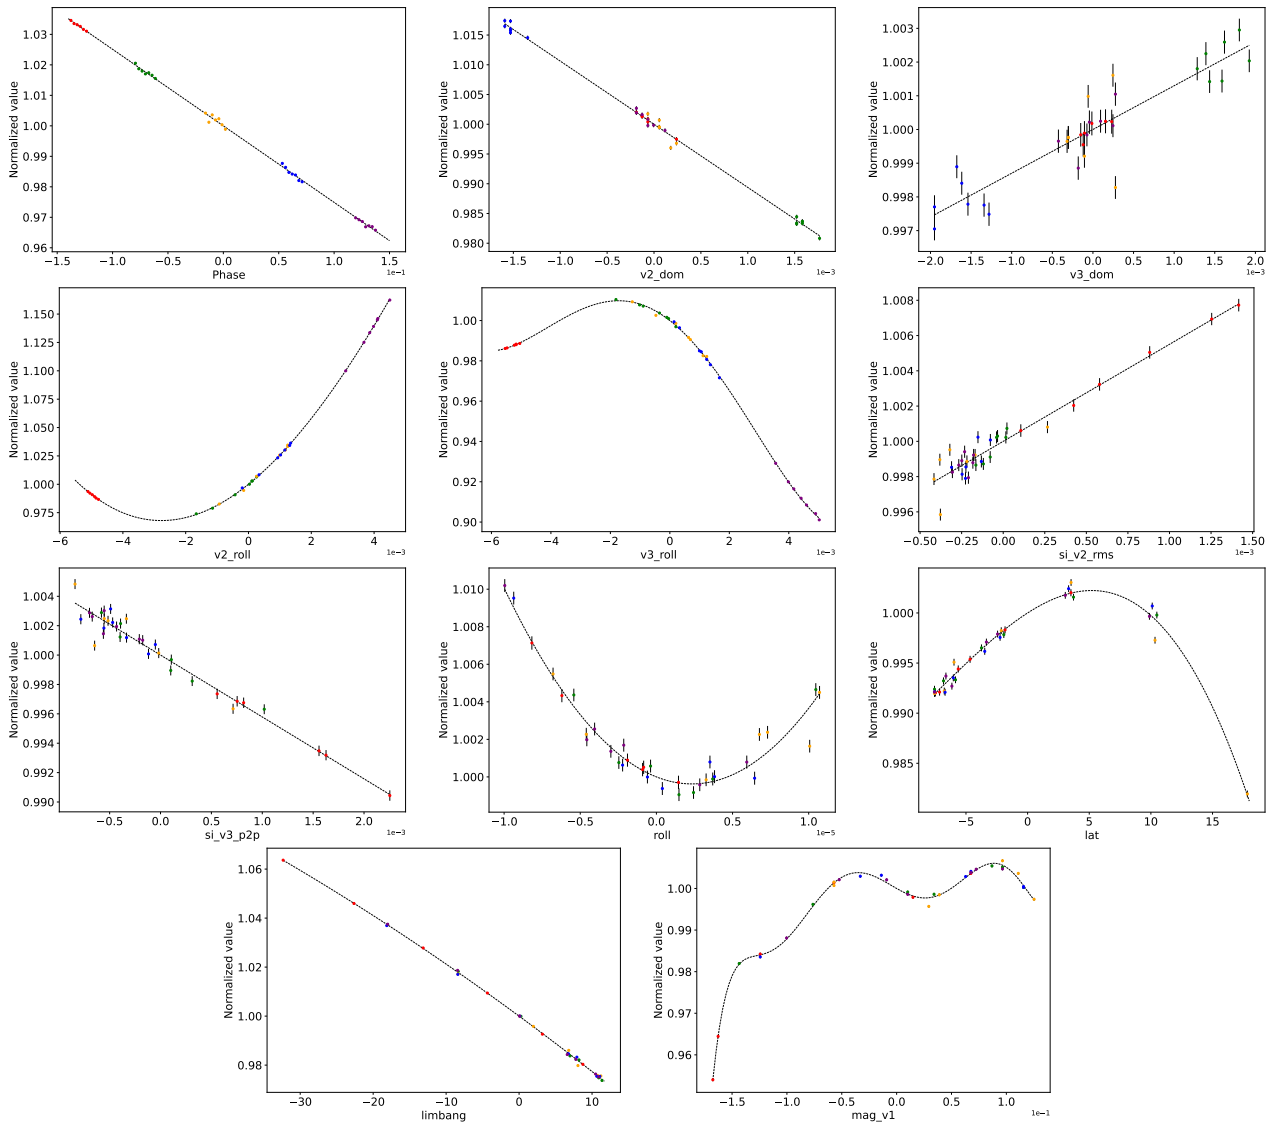 Normalized value
1.03
1.02
1.01
1.00
0.99
0.98
0.97
0.96
−1.5 −1.0 −0.5 0.0 0.5 1.0 1.5
1e−1
Phase
Normalized value
1.015
1.010
1.005
1.000
0.995
0.990
0.985
0.980
−1.5 −1.0 −0.5 0.0 0.5 1.0 1.5
1e−3
v2_dom
Normalized value
1.003
1.002
1.001
1.000
0.999
0.998
0.997
−2.0 −1.5 −1.0 −0.5 0.0 0.5 1.0 1.5 2.0
1e−3
v3_dom
Normalized value
1.150
1.125
1.100
1.075
1.050
1.025
1.000
0.975
−6 −4 −2 0 2 4
1e−3
v2_roll
Normalized value
1.00
0.98
0.96
0.94
0.92
0.90
−6 −4 −2 0 2 4
1e−3
v3_roll
Normalized value
1.008
1.006
1.004
1.002
1.000
0.998
0.996
−0.50 −0.25 0.00 0.25 0.50 0.75 1.00 1.25 1.50
1e−3
si_v2_rms
Normalized value
1.004
1.002
1.000
0.998
0.996
0.994
0.992
0.990
−0.5 0.0 0.5 1.0 1.5 2.0
1e−3
si_v3_p2p
Normalized value
1.010
1.008
1.006
1.004
1.002
1.000
−1.0 −0.5 0.0 0.5 1.0
1e−5
roll
Normalized value
1.000
0.995
0.990
0.985
−5 0 5 10 15
lat
Normalized value
1.06
1.04
1.02
1.00
0.98
−30 −20 −10 0 10
limbang
Normalized value
1.00
0.99
0.98
0.97
0.96
−1.5 −1.0 −0.5 0.0 0.5 1.0
1e−1
mag_v1